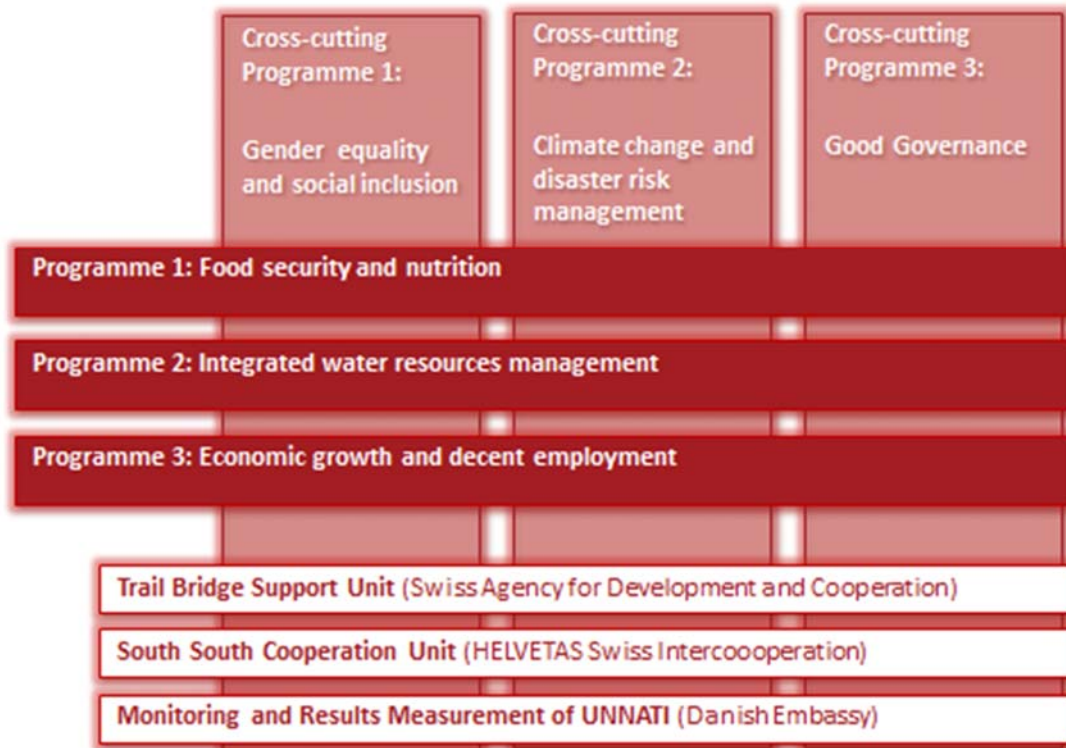 Cross-cutting
Programme 1:
Gender equality
and social inclusion
Cross-cutting
Programme 2:
Climate change and
disaster risk
management
Cross-cutting
Programme 3:
Good Governance
Programme 1: Food security and nutrition
Programme 2: Integrated water resources management
Programme 3: Economic growth and decent employment
Trail Bridge Support Unit (Swiss Agency for Development and Cooperation)
South South Cooperation Unit (HELVETAS Swiss Intercoooperation)
Monitoring and Results Measurement of UNNATI (Danish Embassy)